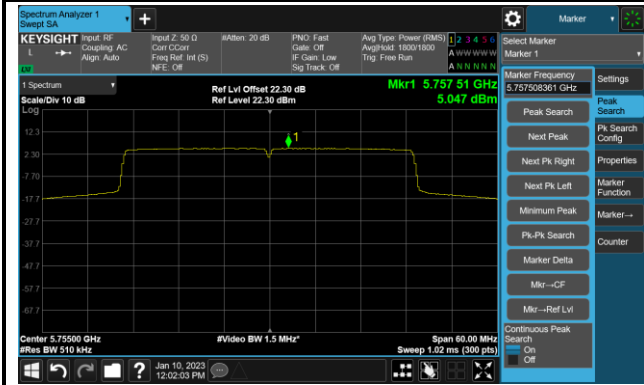 Spectrum Analyzer 1
Swept SA
+
Marker
KEYSIGHT
L
Input: RF
Coupling: AC
Align: Auto
Input Z: 50 Ω
Corr CCorr
Freq Ref: Int (S)
NFE: Off
#Atten: 20 dB
PNO: Fast
Gate: Off
IF Gain: Low
Sig Track: Off
Avg Type: Power (RMS)
Avg|Hold: 1800/1800
Trig: Free Run
1 2 3 4 5 6
A W W W W W
A N N N N N
Select Marker
Marker 1
1 Spectrum
Scale/Div 10 dB
Log
Ref Lvl Offset 22.30 dB
Ref Level 22.30 dBm
Mkr1 5.757 51 GHz
5.047 dBm
12.3
2.30
-7.70
-17.7
-27.7
-37.7
-47.7
-57.7
-67.7
1
Center 5.75500 GHz
#Res BW 510 kHz
#Video BW 1.5 MHz*
Span 60.00 MHz
Sweep 1.02 ms (300 pts)
Marker Frequency
5.757508361 GHz
Peak Search
Next Peak
Next Pk Right
Next Pk Left
Minimum Peak
Pk-Pk Search
Marker Delta
Mkr→CF
Mkr→Ref Lvl
Continuous Peak
Search
On
Off
Settings
Peak
Search
Pk Search
Config
Properties
Marker
Function
Marker→
Counter
?
Jan 10, 2023
12:02:03 PM